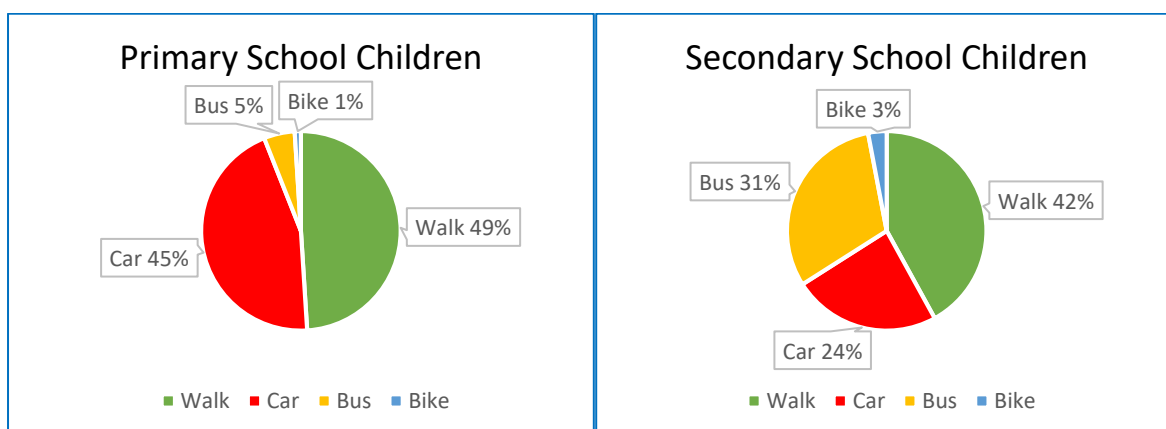 Primary School Children
Bus 5%
Bike 1%
Walk 49%
Car 45%
Walk Car Bus Bike
Secondary School Children
Bike 3%
Bus 31%
Walk 42%
Car 24%
Walk Car Bus Bike